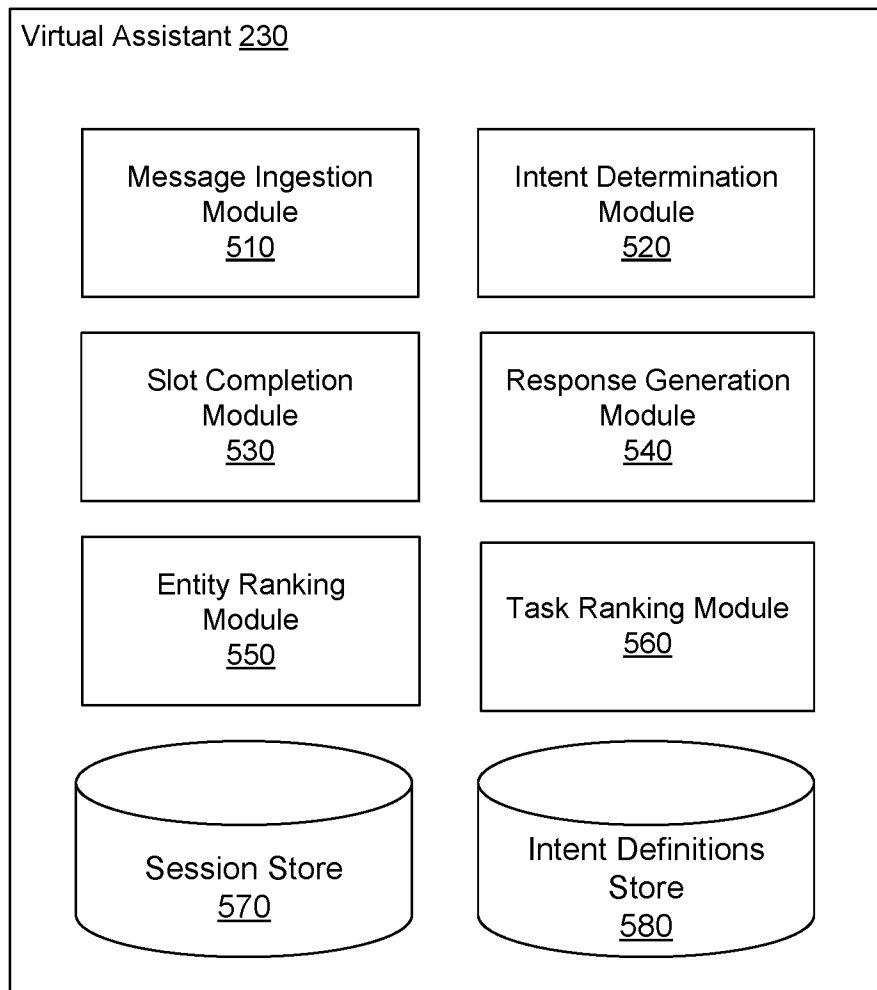 Virtual Assistant 230
Message Ingestion
Module
510
Intent Determination
Module
520
Slot Completion
Module
530
Response Generation
Module
540
Entity Ranking
Module
550
Task Ranking Module
560
Session Store
570
Intent Definitions
Store
580